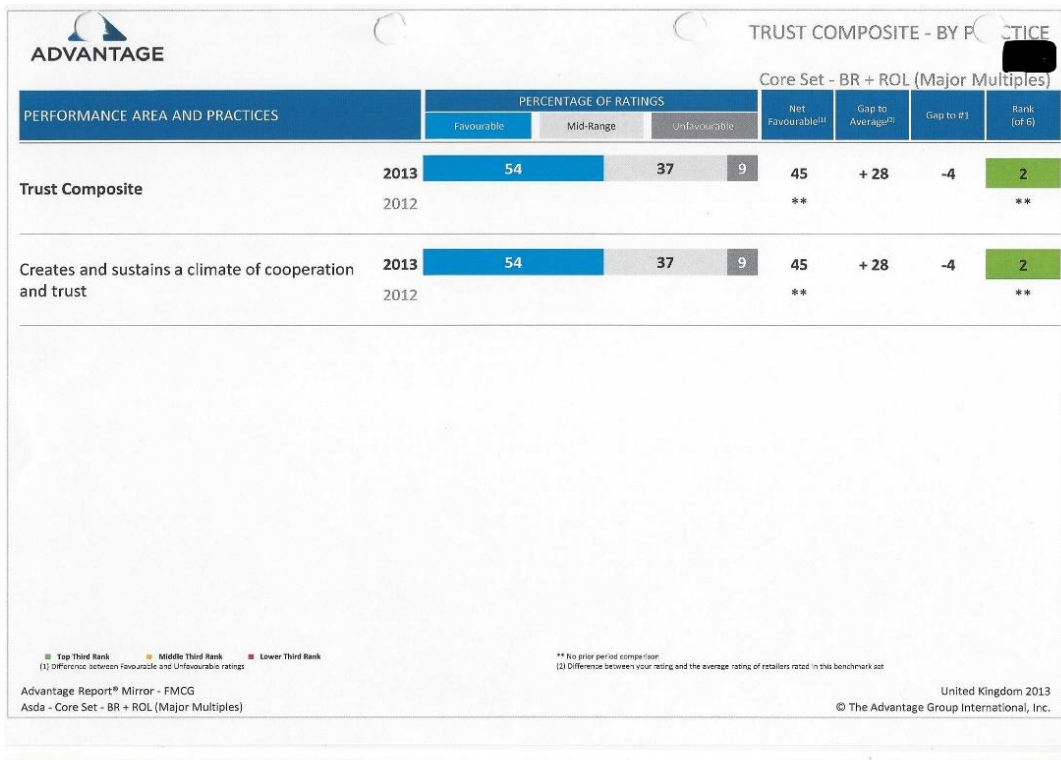 ADVANTAGE
TRUST COMPOSITE - BY P CTICE
Core Set - BR + ROL (Major Multiples)
PERFORMANCE AREA AND PRACTICES
PERCENTAGE OF RATINGS
Favourable Mid-Range Unfavourable
Net Favourable(1)
Gap to Average(2)
Gap to #1
Rank (of 6)
Trust Composite
2013 54 37 9 45 + 28 -4 2
2012 ** **
Creates and sustains a climate of cooperation
and trust
2013 54 37 9 45 + 28 -4 2
2012 ** **
Top Third Rank Middle Third Rank Lower Third Rank
(1) Difference between Favourable and Unfavourable ratings
** No prior period comparison
(2) Difference between your rating and the average rating of retailers rated in this benchmark set
Advantage Report® Mirror - FMCG
Asda - Core Set - BR + ROL (Major Multiples)
United Kingdom 2013
© The Advantage Group International, Inc.